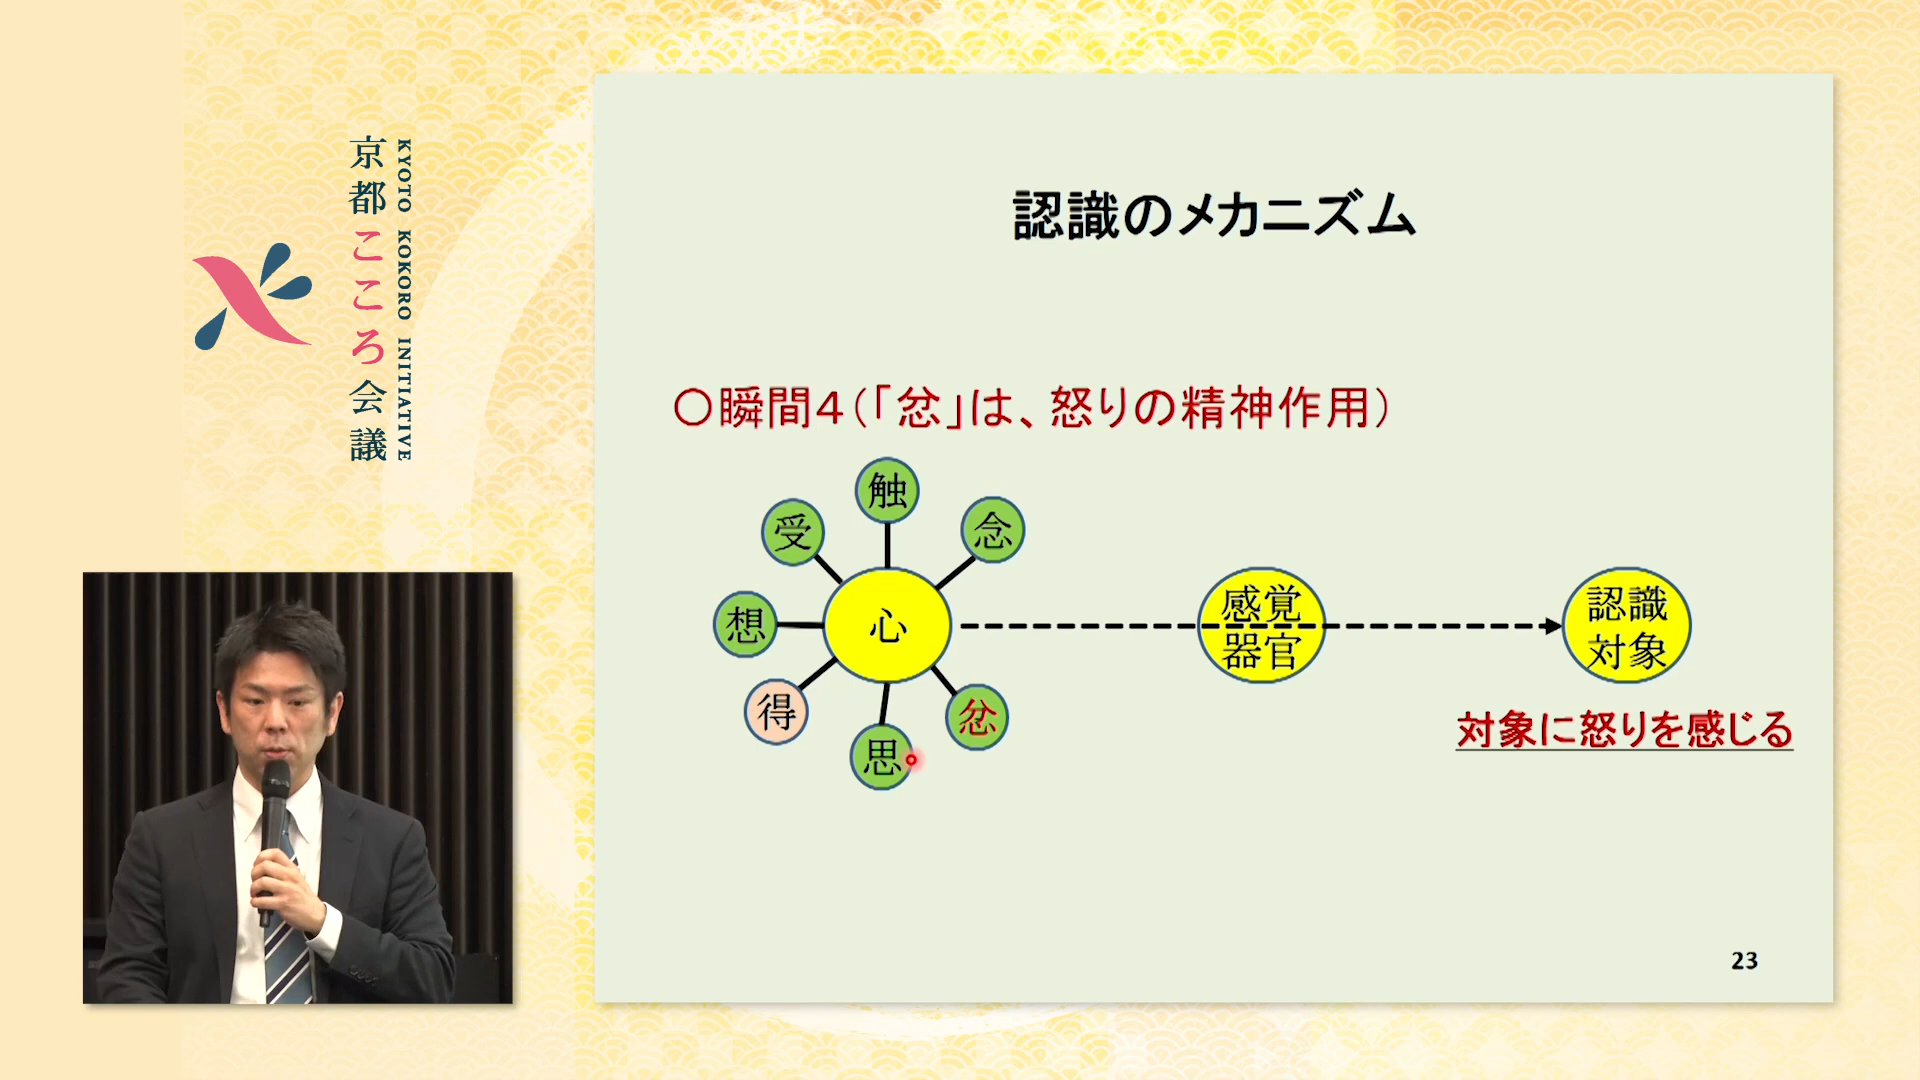 京都こころ会議
KYOTO KOKORO INITIATIVE
認識のメカニズム
〇瞬間４（「忿」は、怒りの精神作用）
触
受
念
想
心
感覚
器官
認識
対象
得
忿
思
対象に怒りを感じる
23